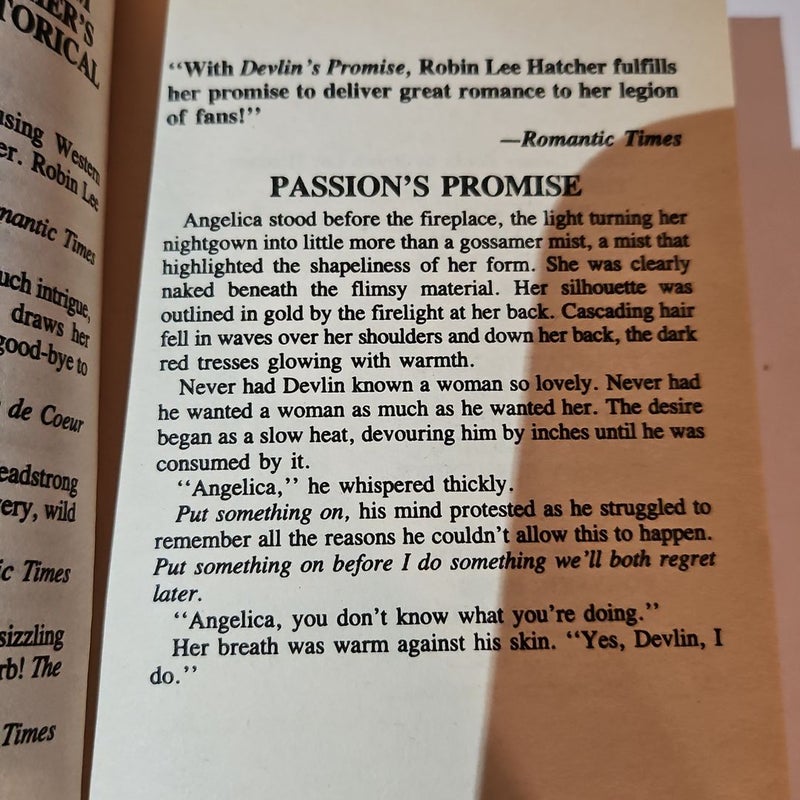 ER'S
TORICAL
using Western
er. Robin Lee
mantic Times
uch intrigue,
draws her
good-bye to
de Coeur
eadstrong
ery, wild
ic Times
sizzling
rb! The
Times
“With Devlin’s Promise, Robin Lee Hatcher fulfills
her promise to deliver great romance to her legion
of fans!”
—Romantic Times
PASSION’S PROMISE
Angelica stood before the fireplace, the light turning her
nightgown into little more than a gossamer mist, a mist that
highlighted the shapeliness of her form. She was clearly
naked beneath the flimsy material. Her silhouette was
outlined in gold by the firelight at her back. Cascading hair
fell in waves over her shoulders and down her back, the dark
red tresses glowing with warmth.
Never had Devlin known a woman so lovely. Never had
he wanted a woman as much as he wanted her. The desire
began as a slow heat, devouring him by inches until he was
consumed by it.
“Angelica,” he whispered thickly.
Put something on, his mind protested as he struggled to
remember all the reasons he couldn’t allow this to happen.
Put something on before I do something we’ll both regret
later.
“Angelica, you don’t know what you’re doing.”
Her breath was warm against his skin. “Yes, Devlin, I
do.”